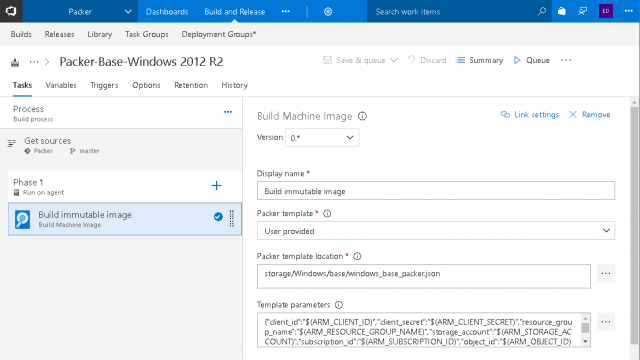 Packer
Dashboards
Build and Release
Search work items
ED
Builds
Releases
Library
Task Groups
Deployment Groups*
Packer-Base-Windows 2012 R2
Save & queue
Discard
Summary
Queue
Tasks
Variables
Triggers
Options
Retention
History
Process
Build process
Get sources
Packer
master
Phase 1
Run on agent
Build immutable image
Build Machine Image
Build Machine Image
Link settings
Remove
Version
0.*
Display name *
Build immutable image
Packer template *
User provided
Packer template location *
storage/Windows/base/windows_base_packer.json
Template parameters
{"client_id":"$(ARM_CLIENT_ID)","client_secret":"$(ARM_CLIENT_SECRET)","resource_grou
p_name":"$(ARM_RESOURCE_GROUP_NAME)","storage_account":"$(ARM_STORAGE_AC
COUNT)","subscription_id":"$(ARM_SUBSCRIPTION_ID)","object_id":"$(ARM_OBJECT_ID)